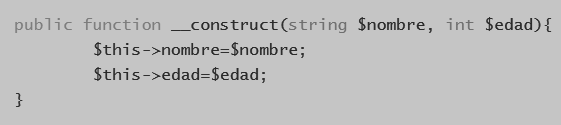 public function __construct(string $nombre, int $edad){
$this->nombre=$nombre;
$this->edad=$edad;
}